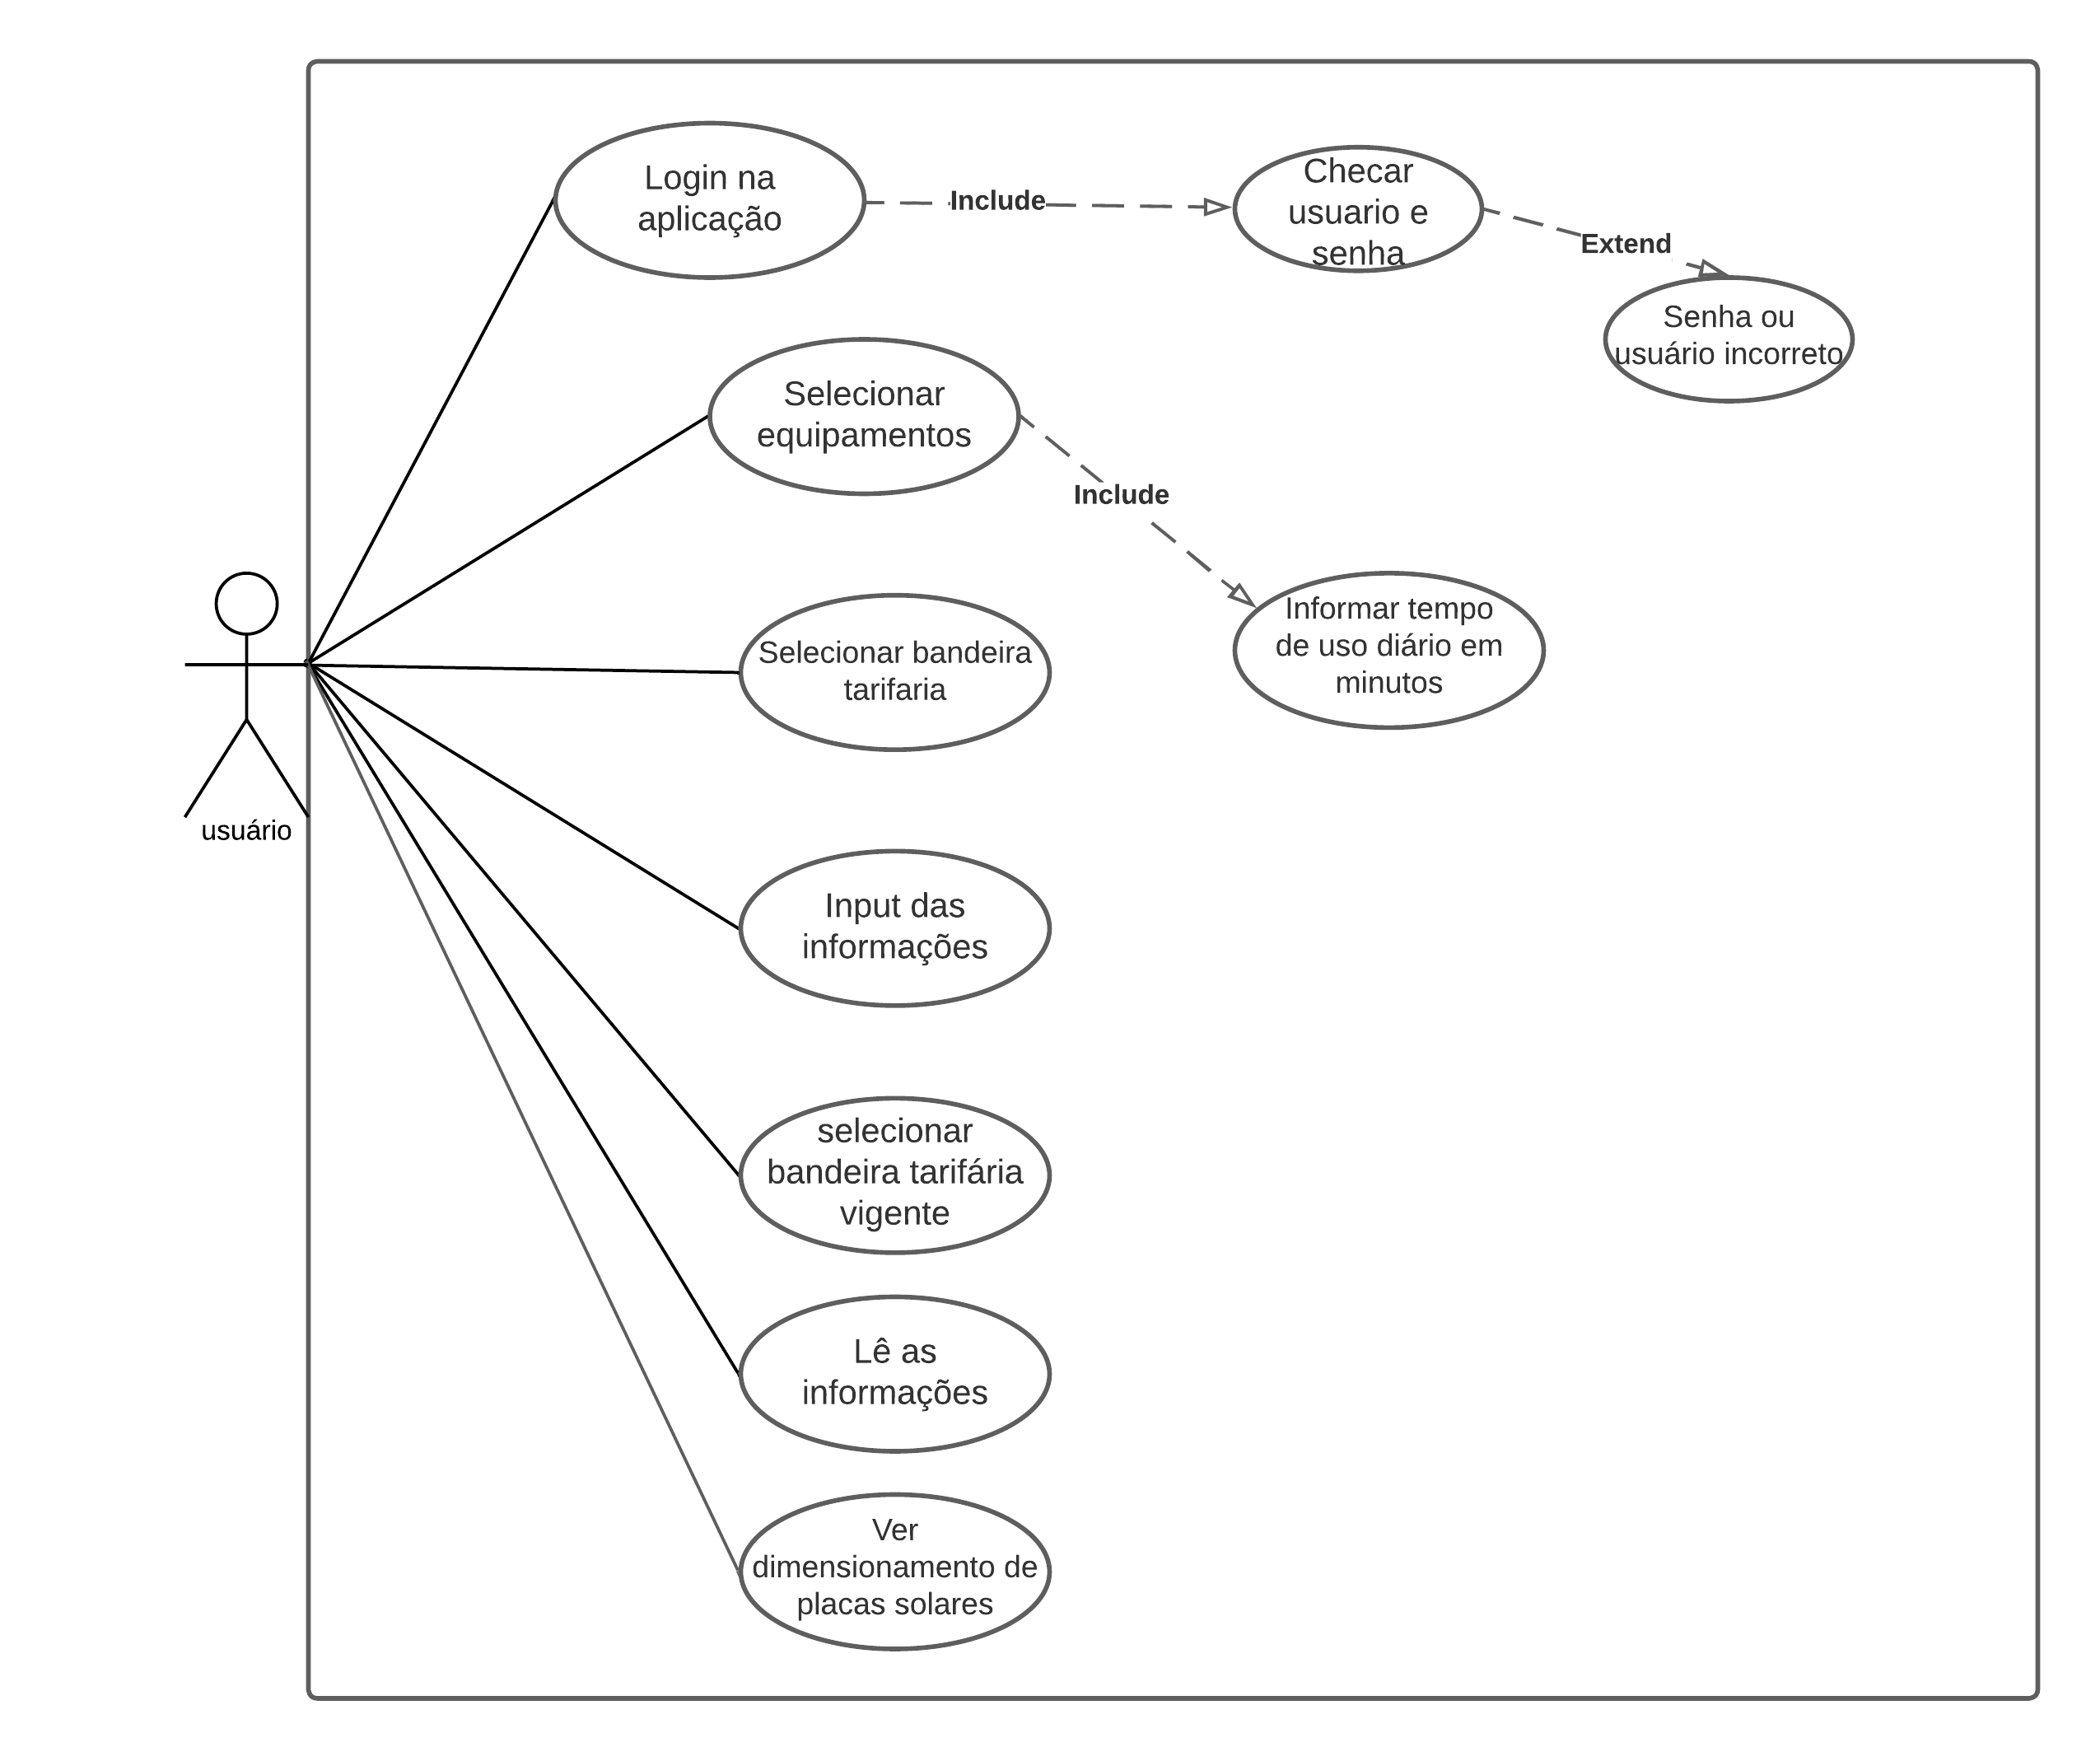 Login na
aplicação
Include
Checar
usuario e
senha
Extend
Senha ou
usuário incorreto
Selecionar
equipamentos
Include
Informar tempo
de uso diário em
minutos
Selecionar bandeira
tarifaria
usuário
Input das
informações
selecionar
bandeira tarifária
vigente
Lê as
informações
Ver
dimensionamento de
placas solares